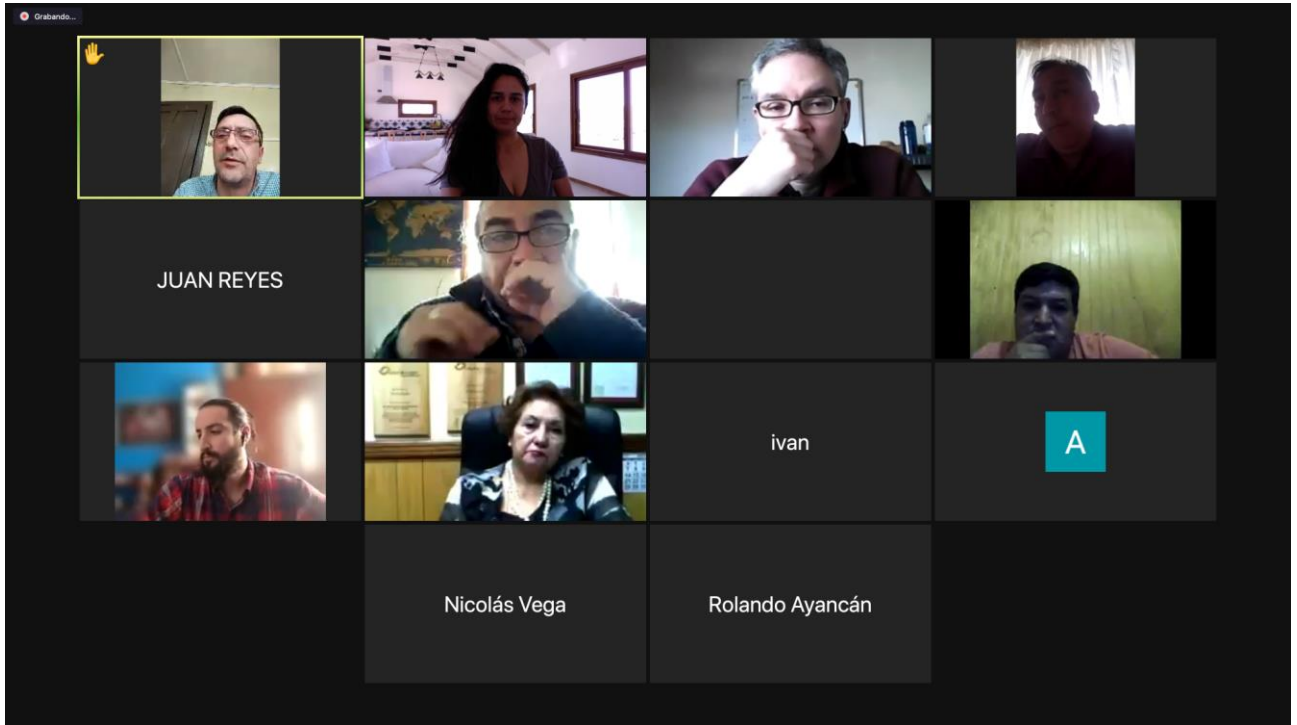 Grabando...
JUAN REYES
ivan
A
Nicolás Vega
Rolando Ayancán